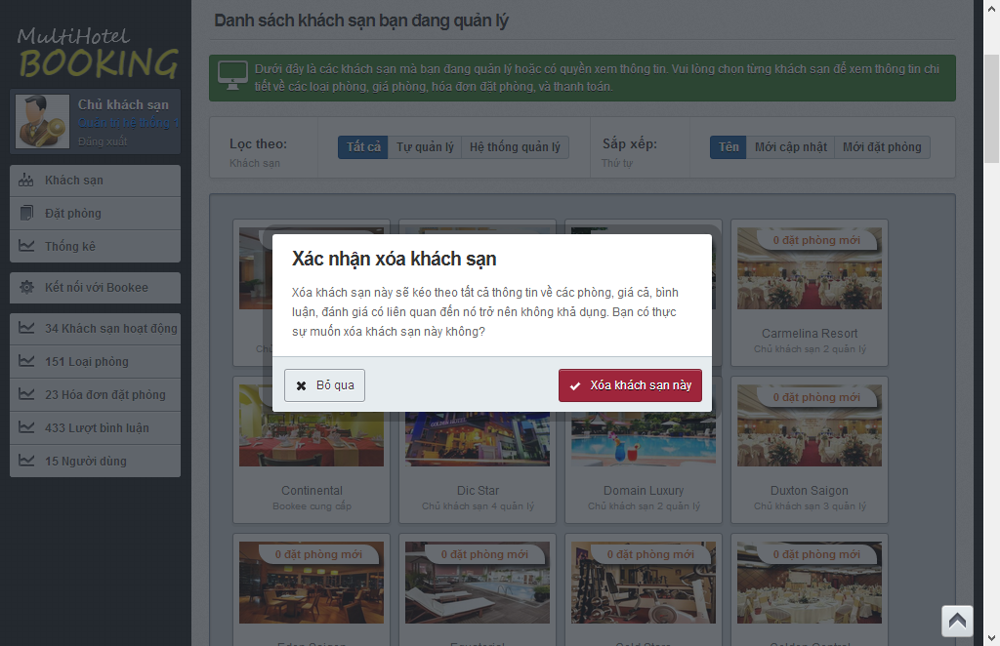 Danh sách khách sạn bạn đang quản lý
MultiHotel
BOOKING
Dưới đây là các khách sạn mà bạn đang quản lý hoặc có quyền xem thông tin. Vui lòng chọn từng khách sạn để xem thông tin chi
tiết về các loại phòng, giá phòng, hóa đơn đặt phòng, và thanh toán.
Chủ khách sạn
Quản trị hệ thống 1
Đăng xuất
Lọc theo:
Khách sạn
Tất cả
Tự quản lý
Hệ thống quản lý
Sắp xếp:
Thứ tự
Tên
Mới cập nhật
Mới đặt phòng
Khách sạn
Đặt phòng
Thống kê
Kết nối với Bookee
34 Khách sạn hoạt động
151 Loại phòng
23 Hóa đơn đặt phòng
433 Lượt bình luận
15 Người dùng
0 đặt phòng mới
Carmelina Resort
Chủ khách sạn 2 quản lý
Xác nhận xóa khách sạn
Xóa khách sạn này sẽ kéo theo tất cả thông tin về các phòng, giá cả, bình
luận, đánh giá có liên quan đến nó trở nên không khả dụng. Bạn có thực
sự muốn xóa khách sạn này không?
Bỏ qua
Xóa khách sạn này
0 đặt phòng mới
Continental
Bookee cung cấp
Dic Star
Chủ khách sạn 4 quản lý
Domain Luxury
Chủ khách sạn 2 quản lý
Duxton Saigon
Chủ khách sạn 3 quản lý
0 đặt phòng mới
0 đặt phòng mới
0 đặt phòng mới
0 đặt phòng mới
Eden Saigon
Equatorial
Gold Stars
Golden Central